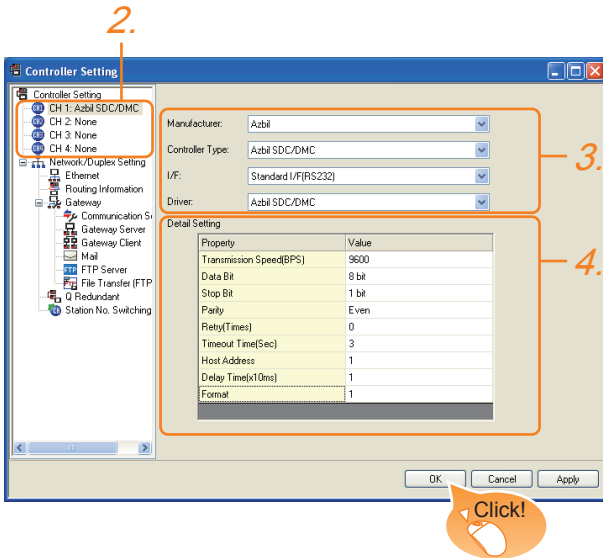 2.
Controller Setting
Controller Setting
CH 1: Azbil SDC/DMC
CH 2: None
CH 3: None
CH 4: None
Network/Duplex Setting
Ethernet
Routing Information
Gateway
Communication S
Gateway Server
Gateway Client
Mail
FTP Server
File Transfer (FTP
Q Redundant
Station No. Switching
Manufacturer: Azbil
Controller Type: Azbil SDC/DMC
I/F: Standard I/F(RS232)
Driver: Azbil SDC/DMC
3.
Detail Setting
Property Value
Transmission Speed(BPS) 9600
Data Bit 8 bit
Stop Bit 1 bit
Parity Even
Retry(Times) 0
Timeout Time(Sec) 3
Host Address 1
Delay Time(x10ms) 1
Format 1
4.
OK Cancel Apply
Click!